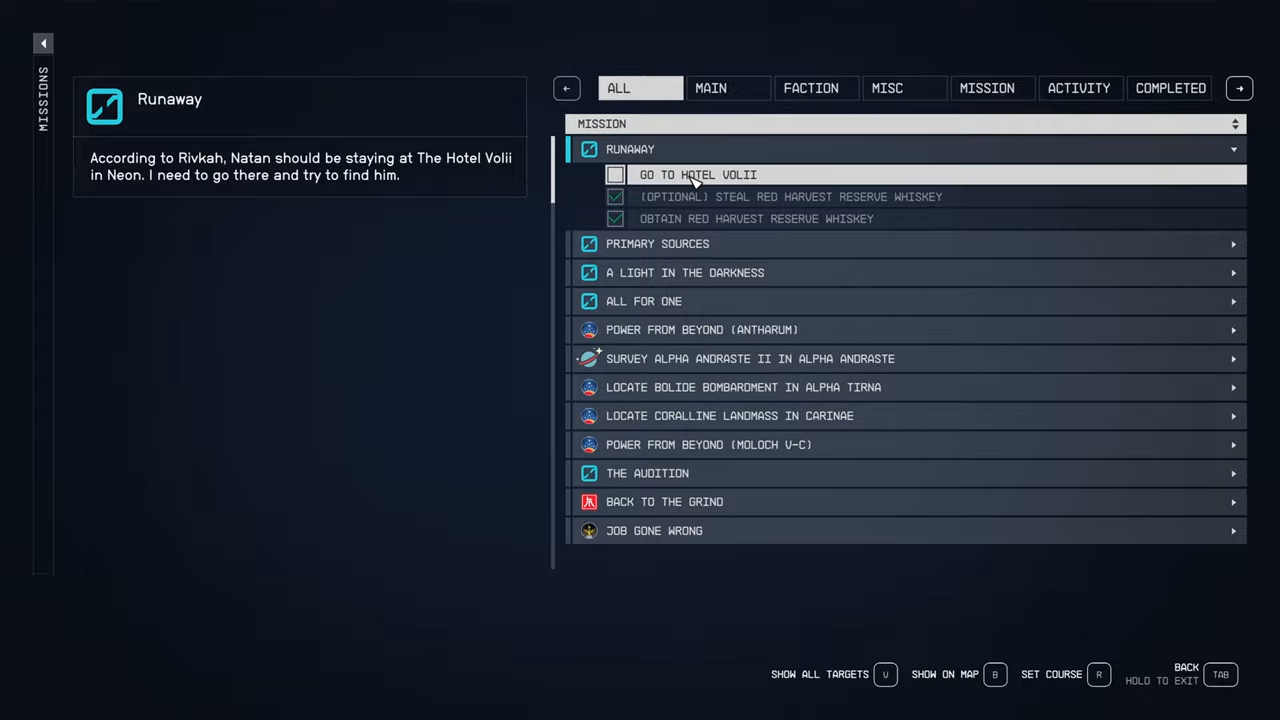 MISSIONS
Runaway
According to Rivkah, Natan should be staying at The Hotel Volii
in Neon. I need to go there and try to find him.
ALL MAIN FACTION MISC MISSION ACTIVITY COMPLETED
MISSION
RUNAWAY
GO TO HOTEL VOLII
(OPTIONAL) STEAL RED HARVEST RESERVE WHISKEY
OBTAIN RED HARVEST RESERVE WHISKEY
PRIMARY SOURCES
A LIGHT IN THE DARKNESS
ALL FOR ONE
POWER FROM BEYOND (ANTHARUM)
SURVEY ALPHA ANDRASTE II IN ALPHA ANDRASTE
LOCATE BOLIDE BOMBARDMENT IN ALPHA TIRNA
LOCATE CORALLINE LANDMASS IN CARINAE
POWER FROM BEYOND (MOLOCH V-C)
THE AUDITION
BACK TO THE GRIND
JOB GONE WRONG
SHOW ALL TARGETS V SHOW ON MAP B SET COURSE R BACK TAB
HOLD TO EXIT